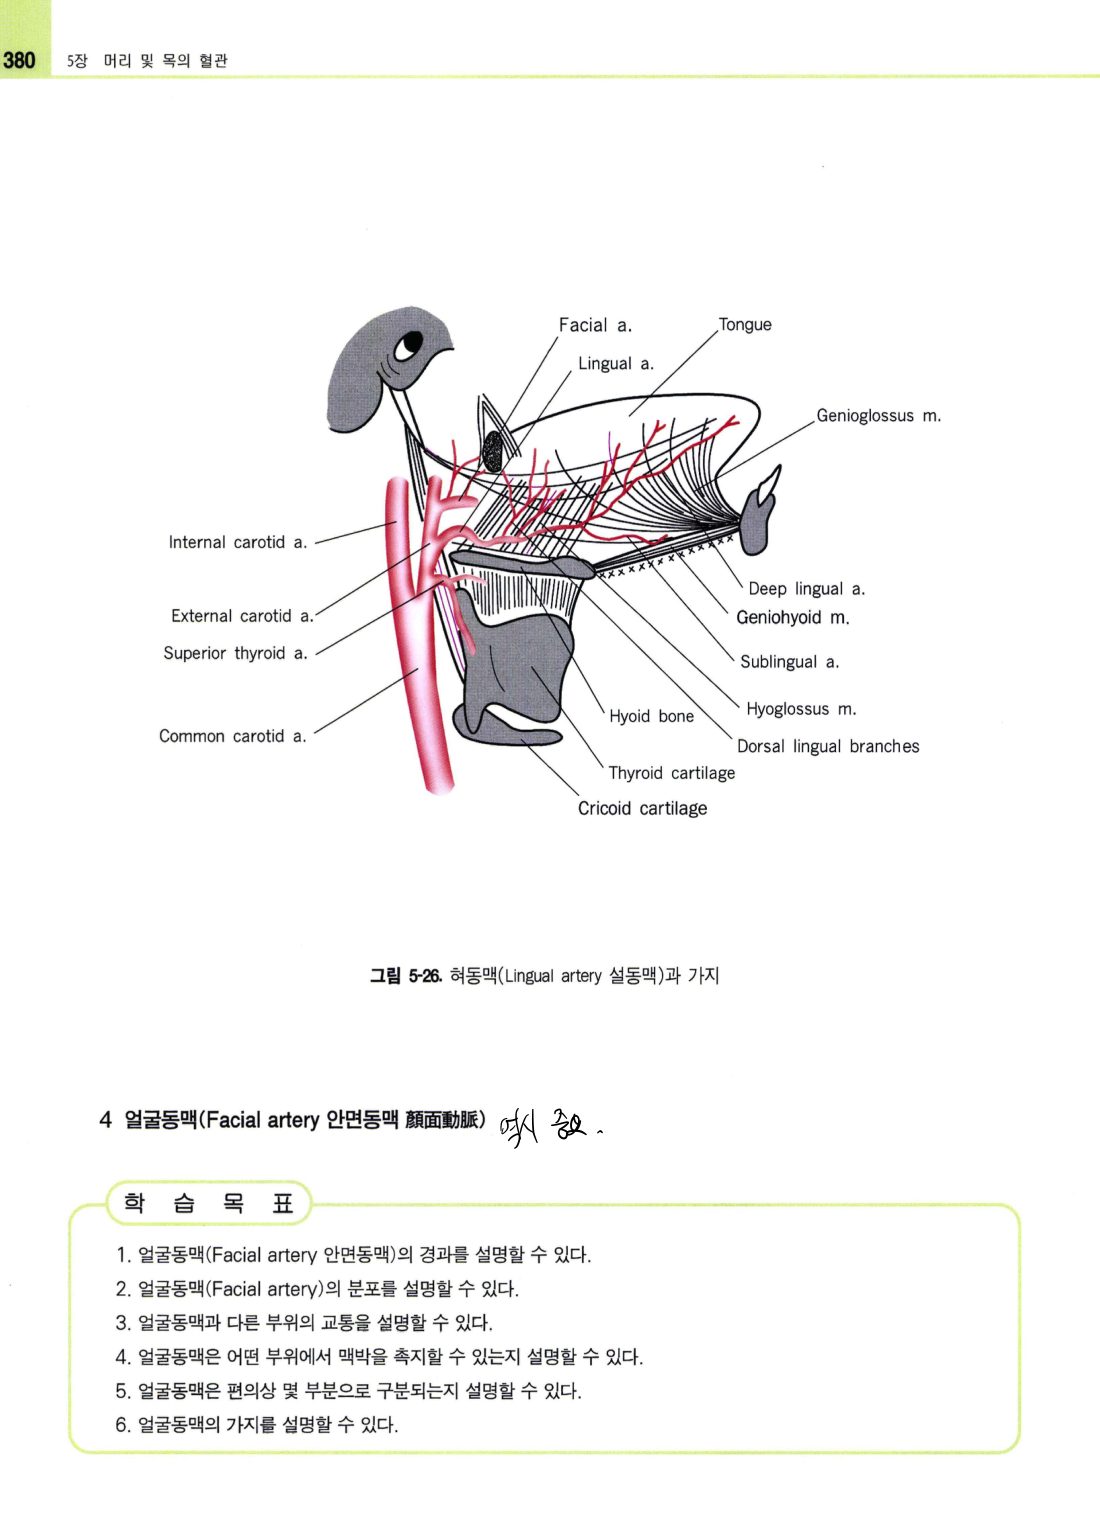 380 5장 머리 및 목의 혈관
Facial a.
Tongue
Lingual a.
Genioglossus m.
Internal carotid a.
Deep lingual a.
External carotid a.
Geniohyoid m.
Superior thyroid a.
Sublingual a.
Hyoid bone
Hyoglossus m.
Common carotid a.
Dorsal lingual branches
Thyroid cartilage
Cricoid cartilage
그림 5-26. 혀동맥(Lingual artery 설동맥)과 가지
4 얼굴동맥(Facial artery 안면동맥 顔面動脈) 역시 중요.
학 습 목 표
1. 얼굴동맥(Facial artery 안면동맥)의 경과를 설명할 수 있다.
2. 얼굴동맥(Facial artery)의 분포를 설명할 수 있다.
3. 얼굴동맥과 다른 부위의 교통을 설명할 수 있다.
4. 얼굴동맥은 어떤 부위에서 맥박을 촉지할 수 있는지 설명할 수 있다.
5. 얼굴동맥은 편의상 몇 부분으로 구분되는지 설명할 수 있다.
6. 얼굴동맥의 가지를 설명할 수 있다.